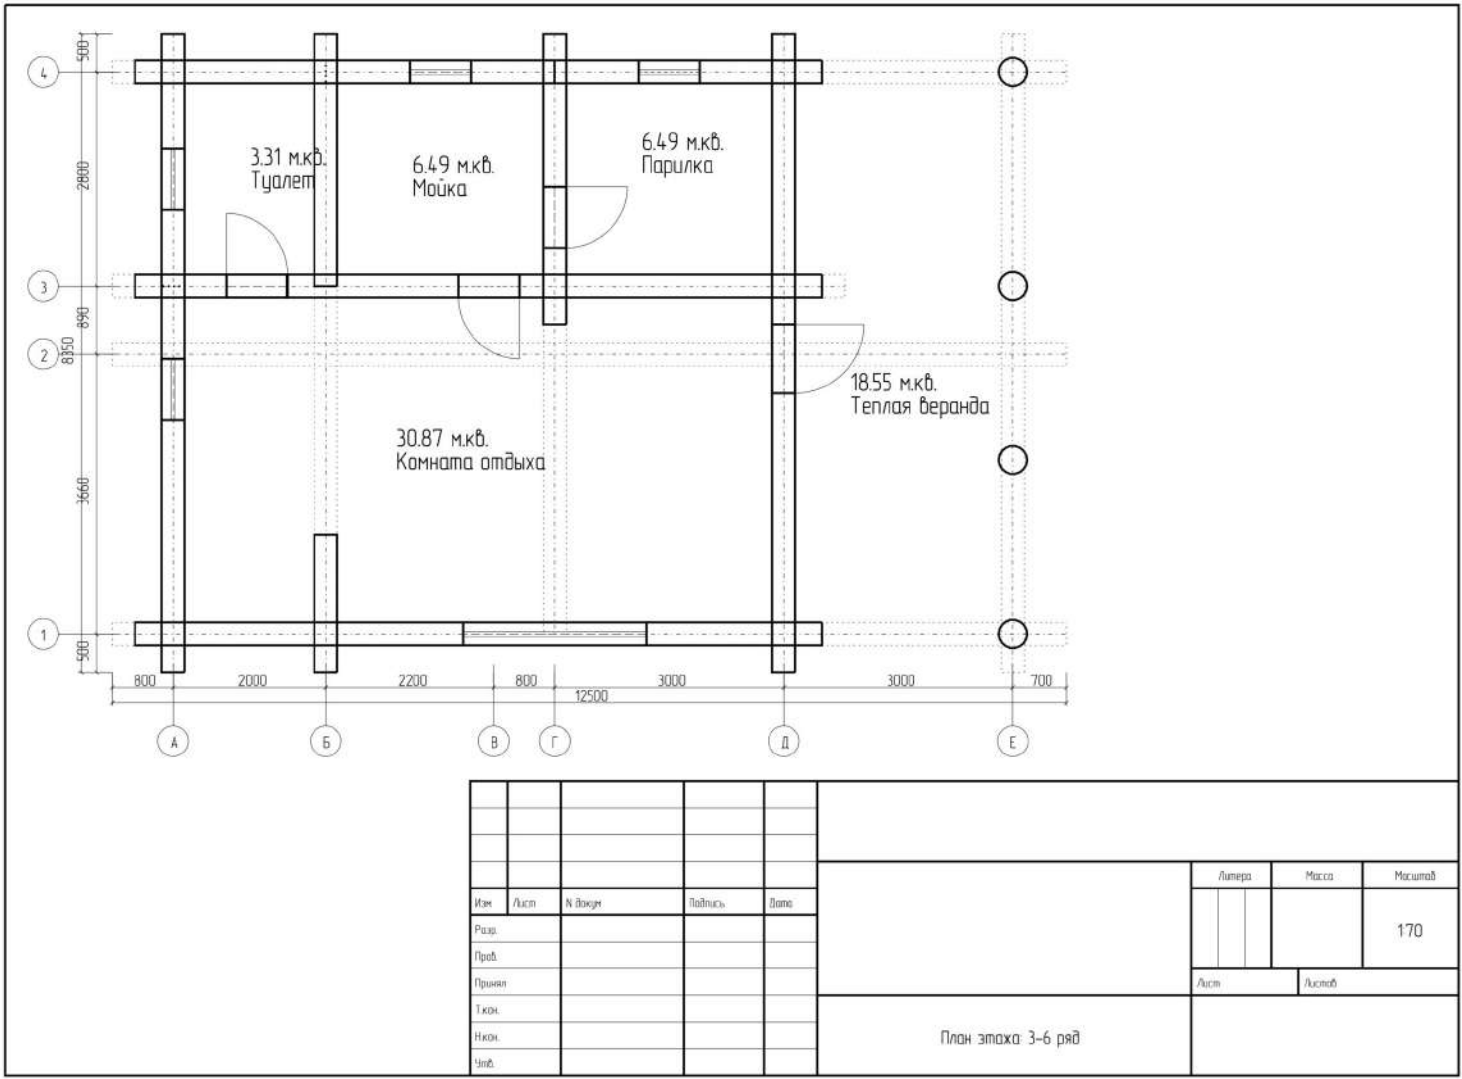 500
4
3.31 м.кв.
Туалет
6.49 м.кв.
Мойка
6.49 м.кв.
Парилка
2800
3
890
2
8350
18.55 м.кв.
Теплая веранда
30.87 м.кв.
Комната отдыха
3660
1
500
800 2000 2200 800 3000 3000 700
12500
А Б В Г Д Е
Литера Масса Масштаб
Изм Лист N докум Подпись Дата
1:70
Разр.
Пров.
Принял
Лист Листов
Т.кон.
Н.кон.
План этажа: 3-6 ряд
Утв.